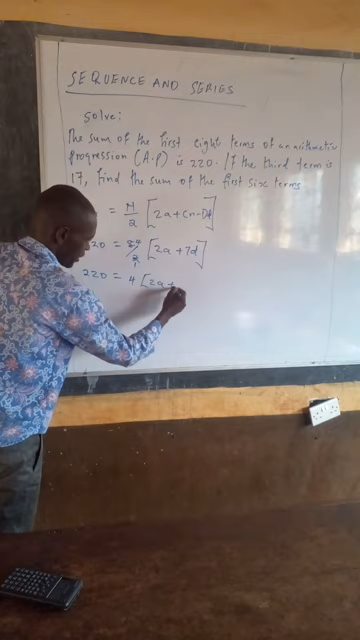 SEQUENCE AND SERIES
Solve:
The sum of the first eight terms of an arithmetic
progression (A.P) is 220. If the third term is
17, find the sum of the first six terms
= n/2 [2a+(n-1)d]
20 = 8/2 4 [2a+7d]
220 = 4 [2a+